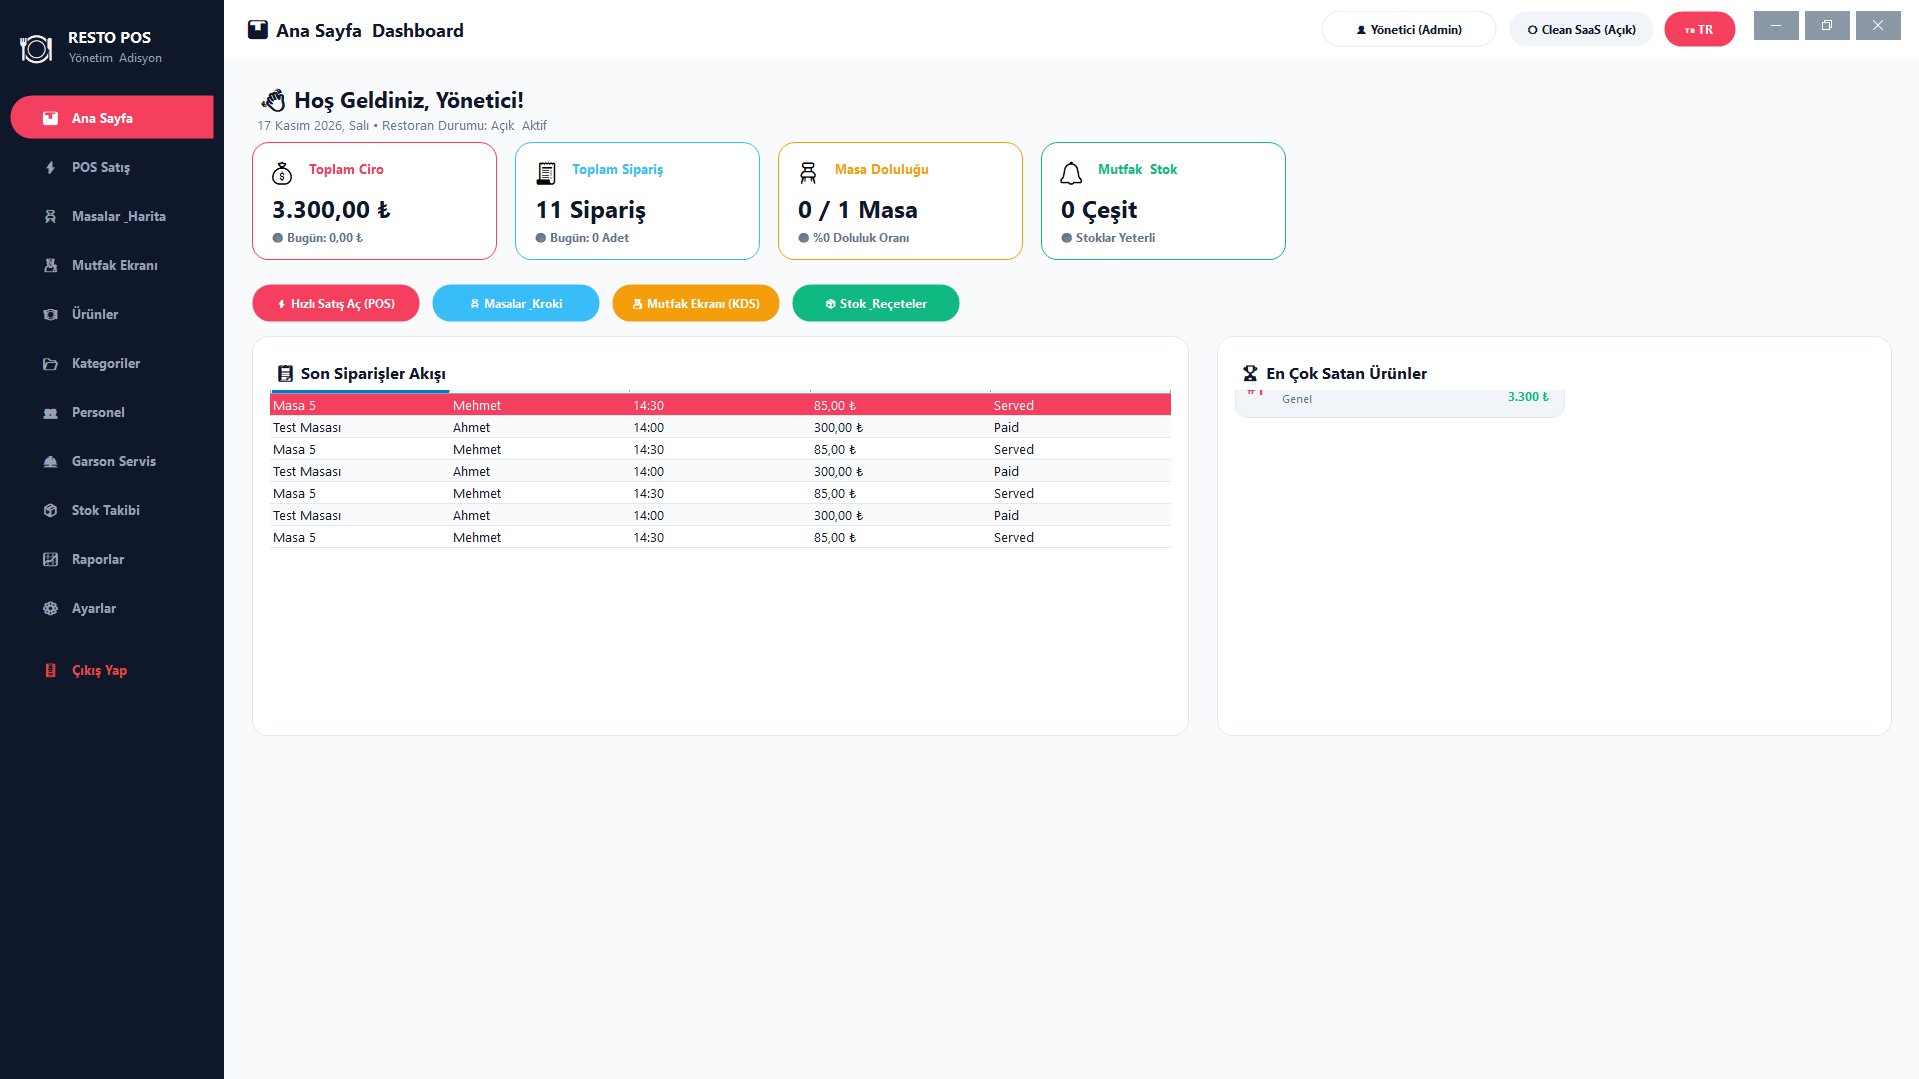 RESTO POS
Yönetim  Adisyon
Ana Sayfa
POS Satış
Masalar _Harita
Mutfak Ekranı
Ürünler
Kategoriler
Personel
Garson Servis
Stok Takibi
Raporlar
Ayarlar
Çıkış Yap
Ana Sayfa  Dashboard
Yönetici (Admin)
Clean SaaS (Açık)
TR TR
Hoş Geldiniz, Yönetici!
17 Kasım 2026, Salı • Restoran Durumu: Açık  Aktif
Toplam Ciro
3.300,00 ₺
Bugün: 0,00 ₺
Toplam Sipariş
11 Sipariş
Bugün: 0 Adet
Masa Doluluğu
0 / 1 Masa
%0 Doluluk Oranı
Mutfak  Stok
0 Çeşit
Stoklar Yeterli
Hızlı Satış Aç (POS)
Masalar _Kroki
Mutfak Ekranı (KDS)
Stok _Reçeteler
Son Siparişler Akışı
Masa 5 Mehmet 14:30 85,00 ₺ Served
Test Masası Ahmet 14:00 300,00 ₺ Paid
Masa 5 Mehmet 14:30 85,00 ₺ Served
Test Masası Ahmet 14:00 300,00 ₺ Paid
Masa 5 Mehmet 14:30 85,00 ₺ Served
Test Masası Ahmet 14:00 300,00 ₺ Paid
Masa 5 Mehmet 14:30 85,00 ₺ Served
En Çok Satan Ürünler
Genel 3.300 ₺